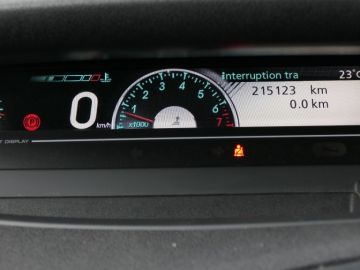 Interruption tra 23°C
215123 km
0.0 km
0 km/h
1 2 3 4 5 6 7
x1000
DISPLAY